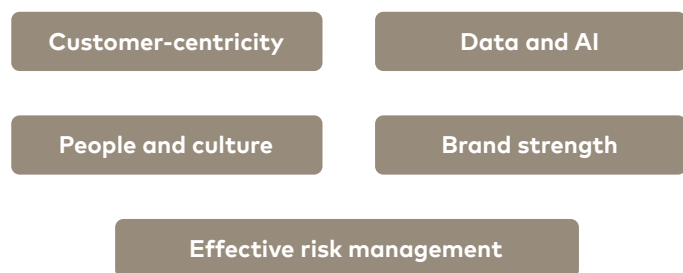 Customer-centricity
Data and AI
People and culture
Brand strength
Effective risk management